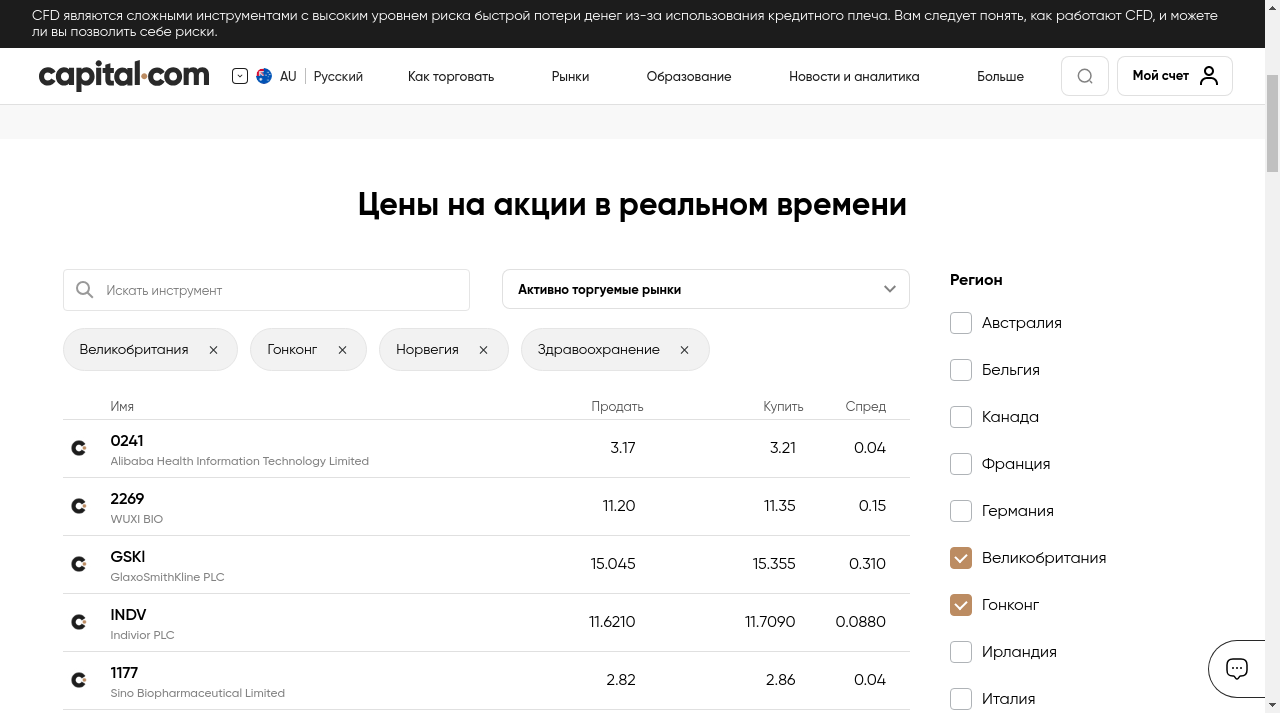 CFD являются сложными инструментами с высоким уровнем риска быстрой потери денег из-за использования кредитного плеча. Вам следует понять, как работают CFD, и можете
ли вы позволить себе риски.
capital.com AU Русский Как торговать Рынки Образование Новости и аналитика Больше Мой счет
Цены на акции в реальном времени
Искать инструмент Активно торгуемые рынки
Великобритания Гонконг Норвегия Здравоохранение
Имя Продать Купить Спред
0241 3.17 3.21 0.04
Alibaba Health Information Technology Limited
2269 11.20 11.35 0.15
WUXI BIO
GSKl 15.045 15.355 0.310
GlaxoSmithKline PLC
INDV 11.6210 11.7090 0.0880
Indivior PLC
1177 2.82 2.86 0.04
Sino Biopharmaceutical Limited
Регион
Австралия
Бельгия
Канада
Франция
Германия
Великобритания
Гонконг
Ирландия
Италия